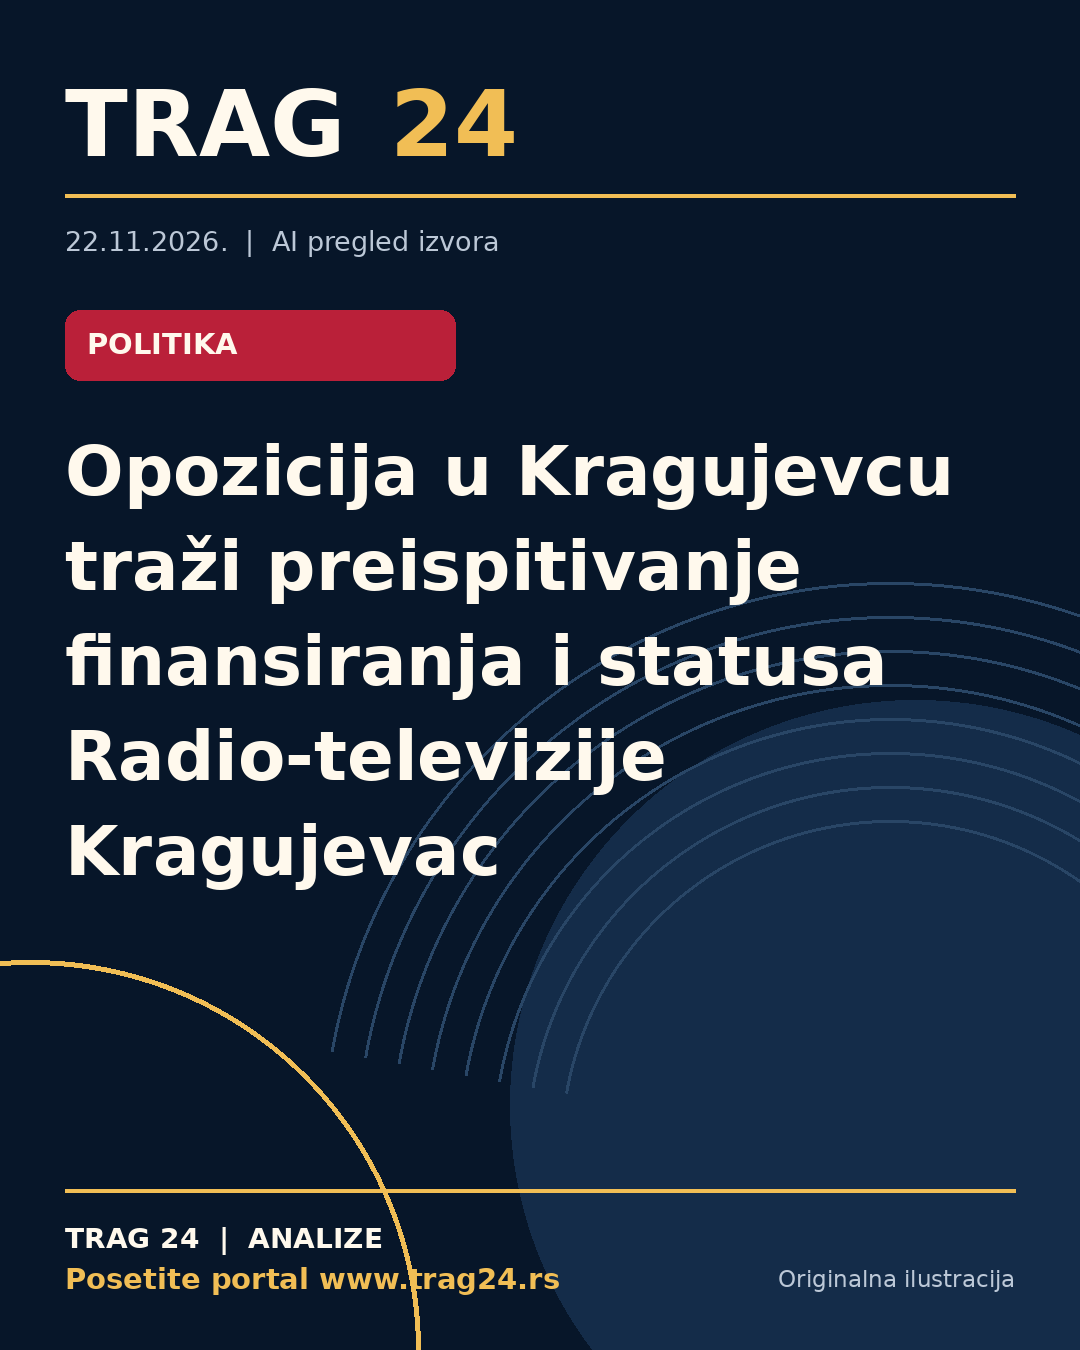 TRAG 24
22.11.2026. | AI pregled izvora
POLITIKA
Opozicija u Kragujevcu
traži preispitivanje
finansiranja i statusa
Radio-televizije
Kragujevac
TRAG 24 | ANALIZE
Posetite portal www.trag24.rs
Originalna ilustracija